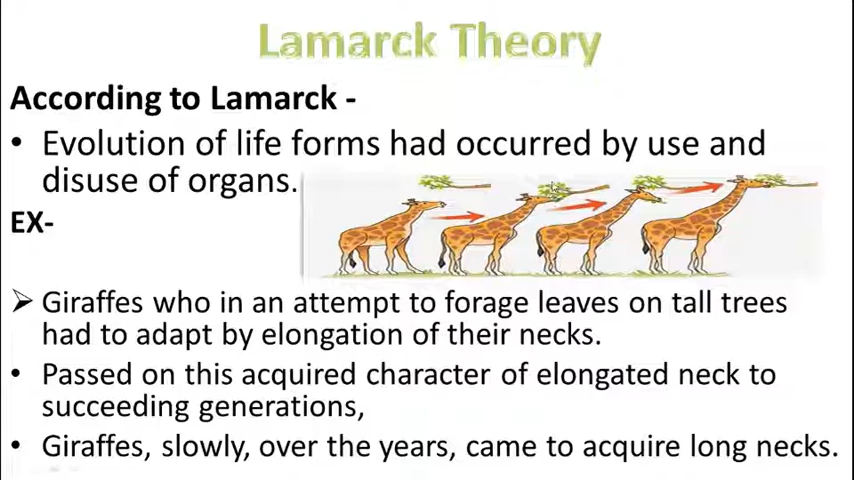 Lamarck Theory
According to Lamarck -
• Evolution of life forms had occurred by use and
disuse of organs.
EX-
➢ Giraffes who in an attempt to forage leaves on tall trees
had to adapt by elongation of their necks.
• Passed on this acquired character of elongated neck to
succeeding generations,
• Giraffes, slowly, over the years, came to acquire long necks.